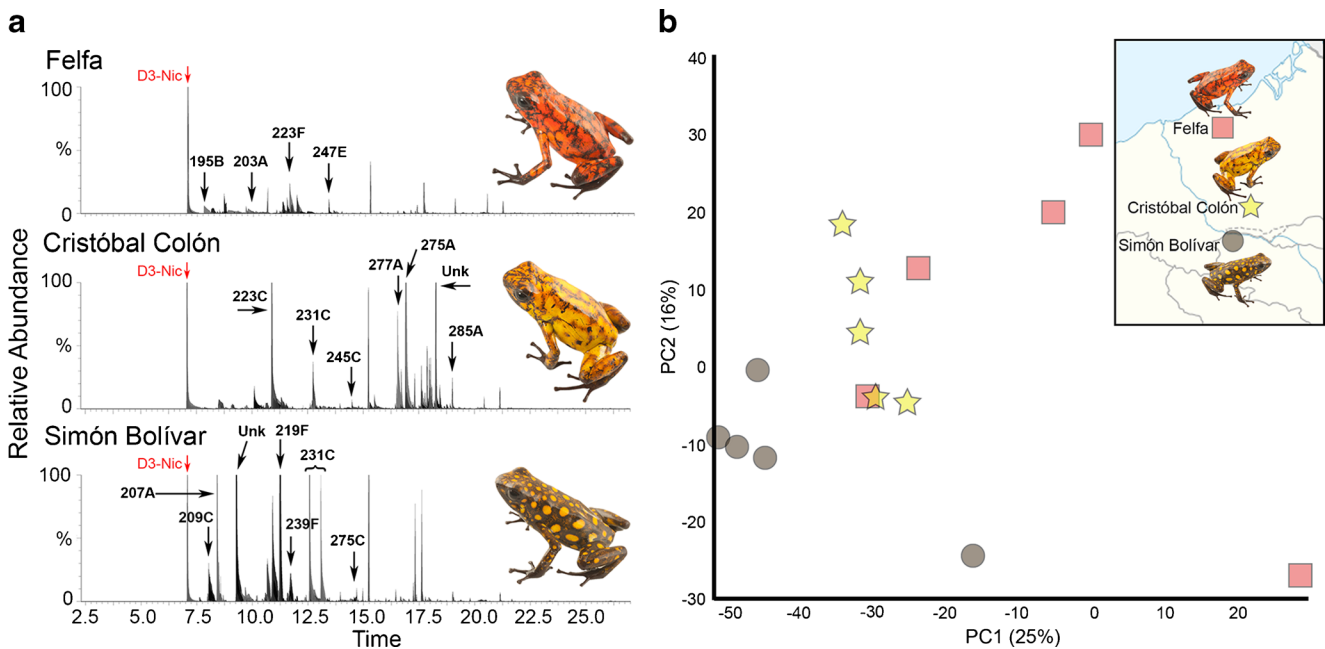 a
Felfa
D3-Nic
100
%
0
195B
203A
223F
247E
Cristóbal Colón
D3-Nic
100
%
0
223C
231C
245C
277A
275A
Unk
285A
Simón Bolívar
D3-Nic
100
%
0
207A
209C
Unk
219F
239F
231C
275C
2.5 5.0 7.5 10.0 12.5 15.0 17.5 20.0 22.5 25.0
Time
Relative Abundance
b
40
30
20
10
0
-10
-20
-30
-50 -40 -30 -20 -10 0 10 20
PC1 (25%)
PC2 (16%)
Felfa
Cristóbal Colón
Simón Bolívar